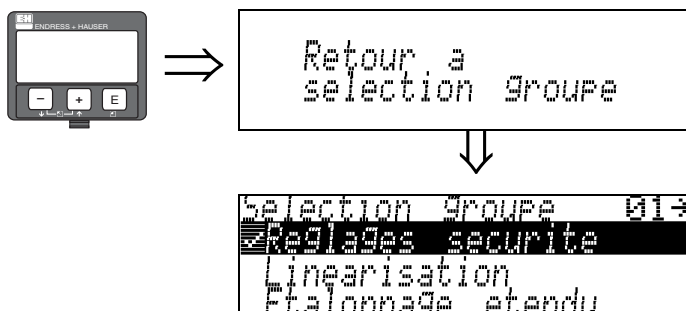 E+H
ENDRESS + HAUSER
- + E
Retour a
selection groupe
Selection groupe 01→
✓Reglages securite
Linearisation
Etalonnage etendu